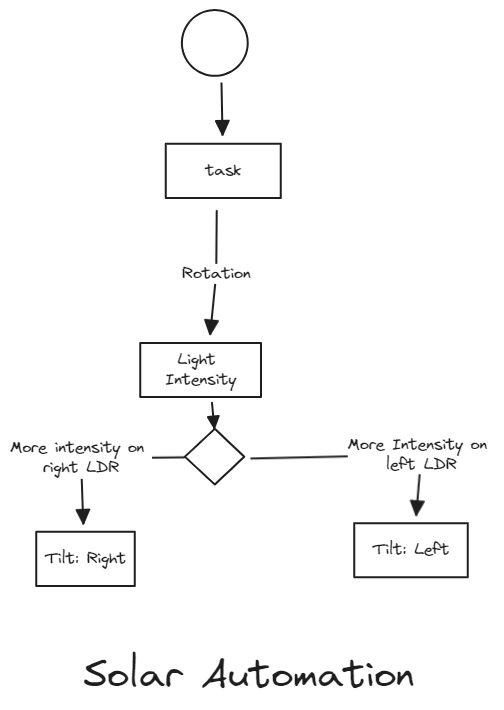 task
Rotation
Light
Intensity
More intensity on
right LDR
More Intensity on
left LDR
Tilt: Right
Tilt: Left
Solar Automation